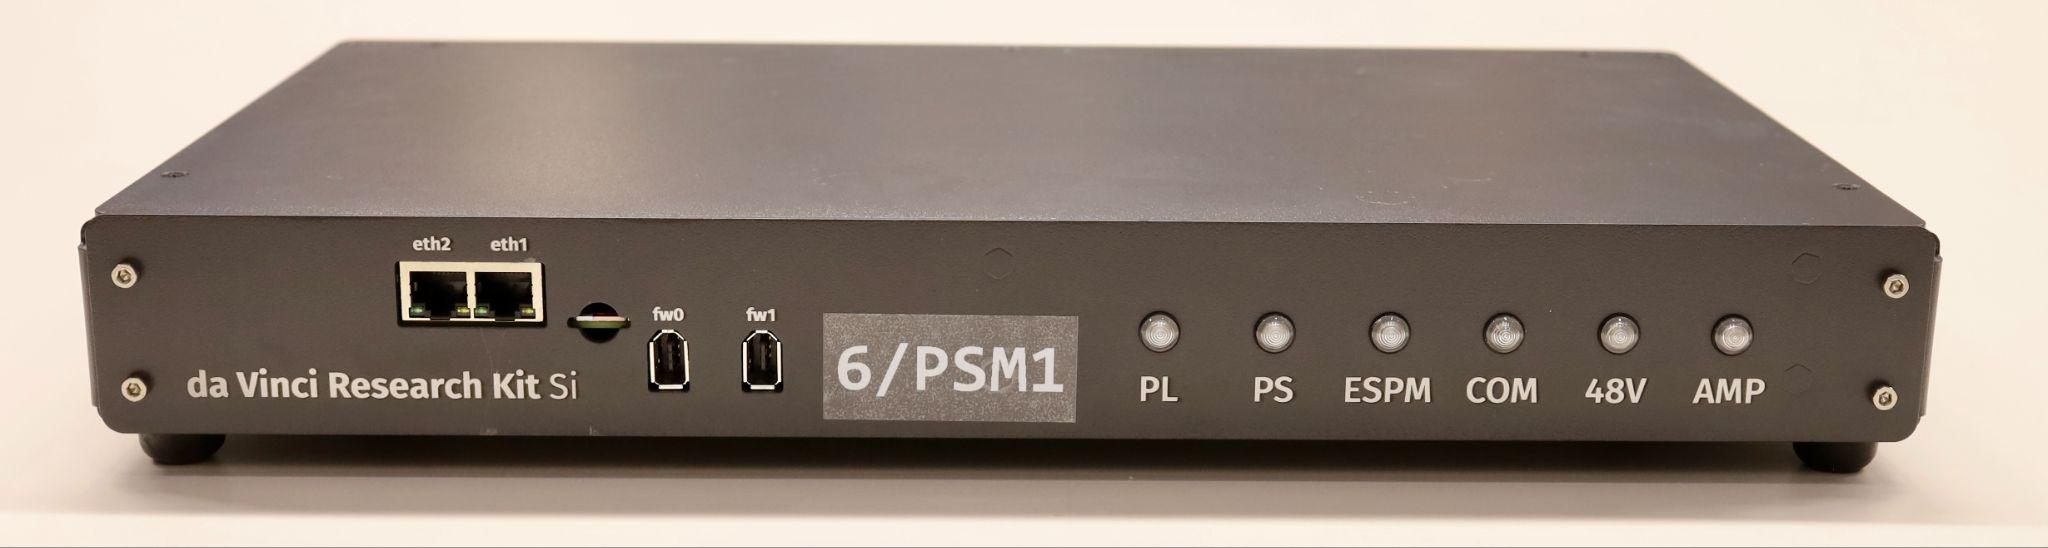 eth2 eth1
fw0 fw1
da Vinci Research Kit Si
6/PSM1
PL PS ESPM COM 48V AMP